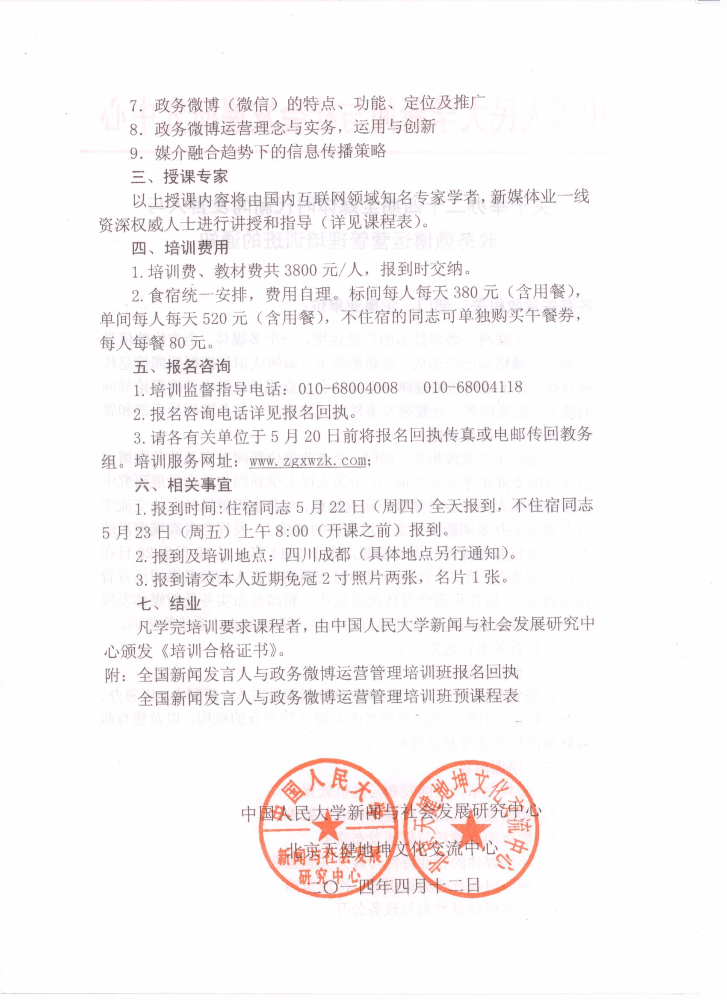 7. 政务微博（微信）的特点、功能、定位及推广
8. 政务微博运营理念与实务，运用与创新
9. 媒介融合趋势下的信息传播策略
三、授课专家
以上授课内容将由国内互联网领域知名专家学者，新媒体业一线
资深权威人士进行讲授和指导（详见课程表）。
四、培训费用
1. 培训费、教材费共 3800 元/人，报到时交纳。
2. 食宿统一安排，费用自理。标间每人每天 380 元（含用餐），
单间每人每天 520 元（含用餐），不住宿的同志可单独购买午餐券，
每人每餐 80 元。
五、报名咨询
1. 培训监督指导电话：010-68004008 010-68004118
2. 报名咨询电话详见报名回执。
3. 请各有关单位于 5 月 20 日前将报名回执传真或电邮传回教务
组。培训服务网址：www.zgxwzk.com;
六、相关事宜
1. 报到时间:住宿同志 5 月 22 日（周四）全天报到，不住宿同志
5 月 23 日（周五）上午 8:00（开课之前）报到。
2. 报到及培训地点：四川成都（具体地点另行通知）。
3. 报到请交本人近期免冠 2 寸照片两张，名片 1 张。
七、结业
凡学完培训要求课程者，由中国人民大学新闻与社会发展研究中
心颁发《培训合格证书》。
附：全国新闻发言人与政务微博运营管理培训班报名回执
全国新闻发言人与政务微博运营管理培训班预课程表
中国人民大学新闻与社会发展研究中心
北京天健地坤文化交流中心
二〇一四年四月十二日
中国人民大学
新闻与社会发展
研究中心
北京天健地坤文化交流中心